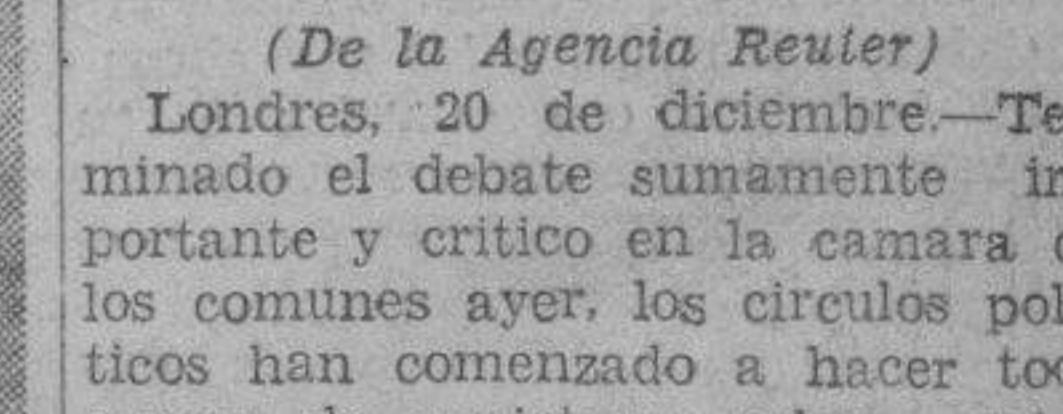 (De la Agencia Reuter)
Londres, 20 de diciembre.—Te
minado el debate sumamente
portante y critico en la camara
los comunes ayer, los circulos pol
ticos han comenzado a hacer to